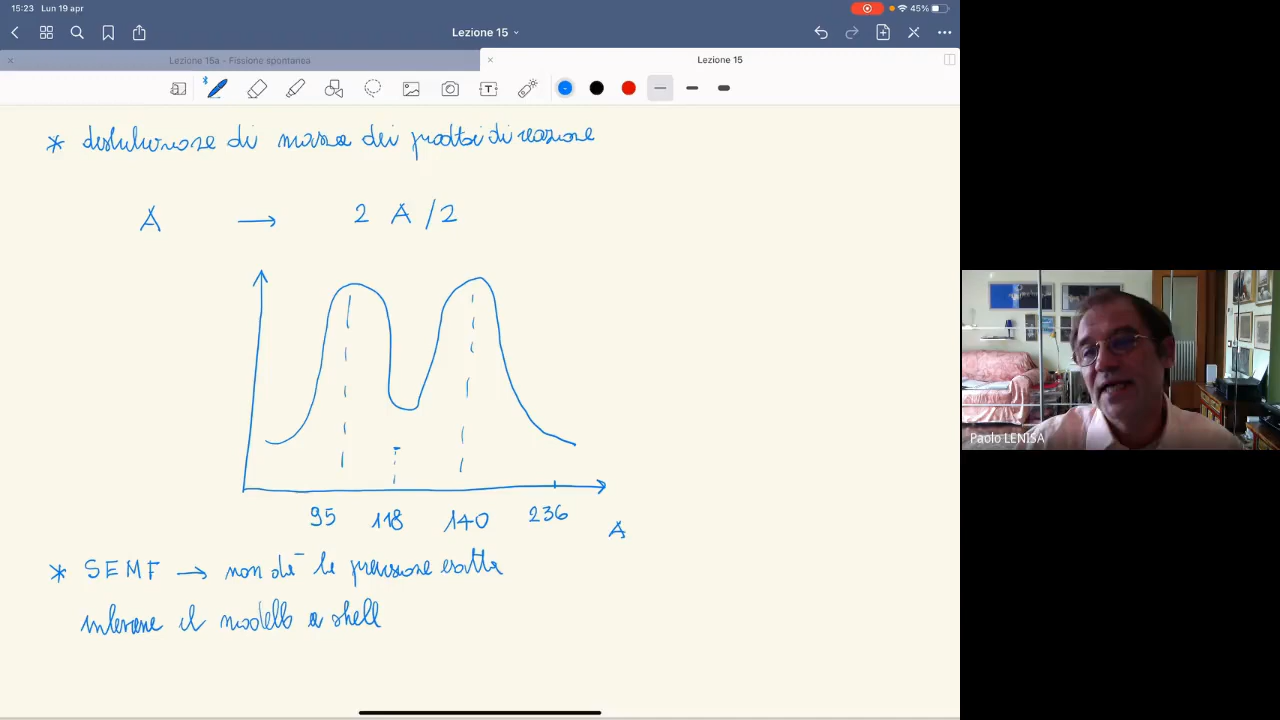 15:23 Lun 19 apr
45%
Lezione 15
Lezione 15a - Fissione spontanea
Lezione 15
* distribuzione di massa dei prodotti di reazione
A → 2 A/2
95 118 140 236
A
* SEMF → non dà la previsione esatta
interviene il modello a shell
Paolo LENISA